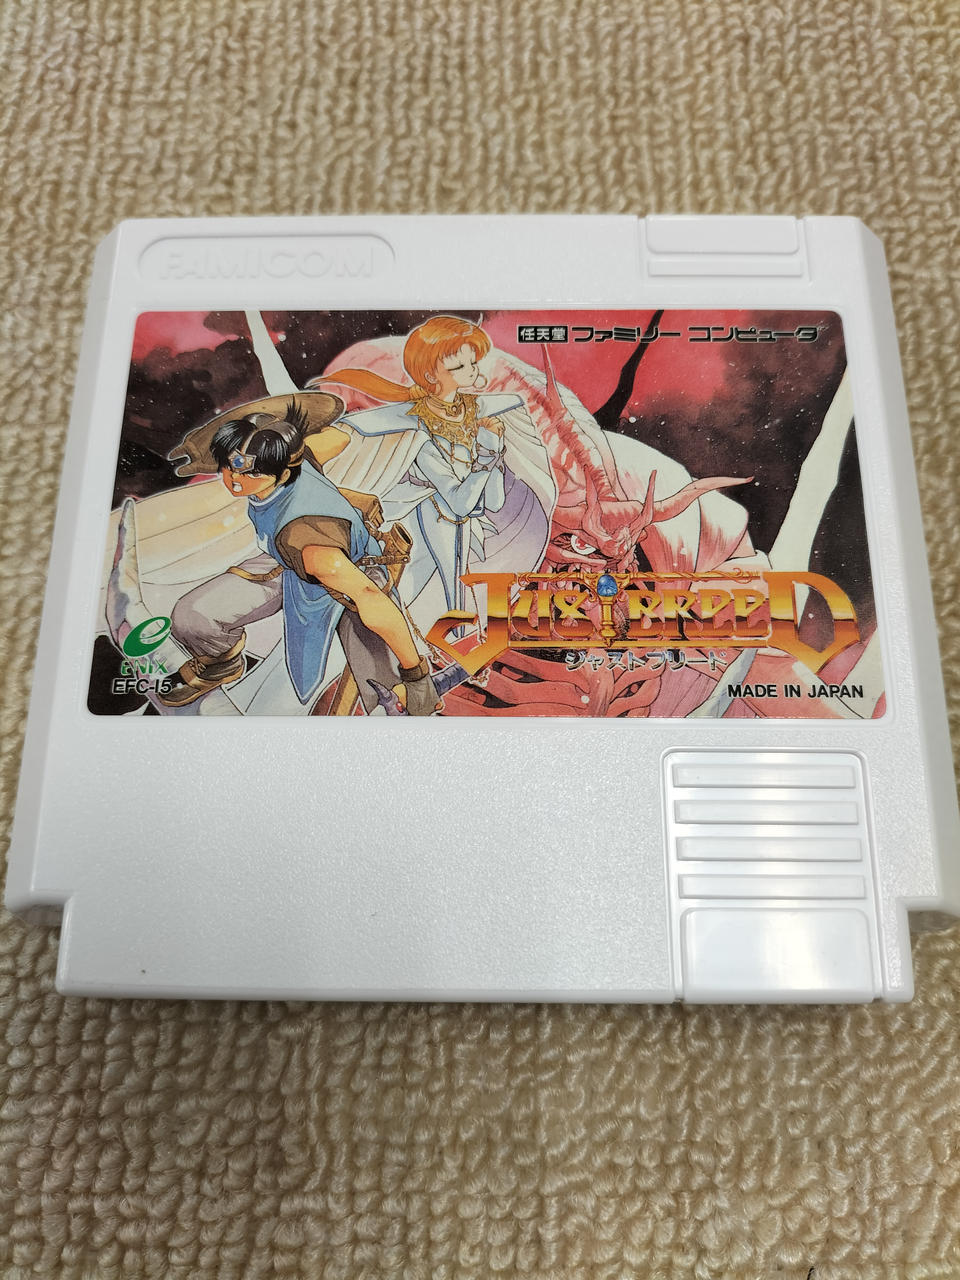 FAMICOM
任天堂 ファミリー コンピュータ
JUST BREED
ジャストブリード
ENIX
EFC-I5
MADE IN JAPAN